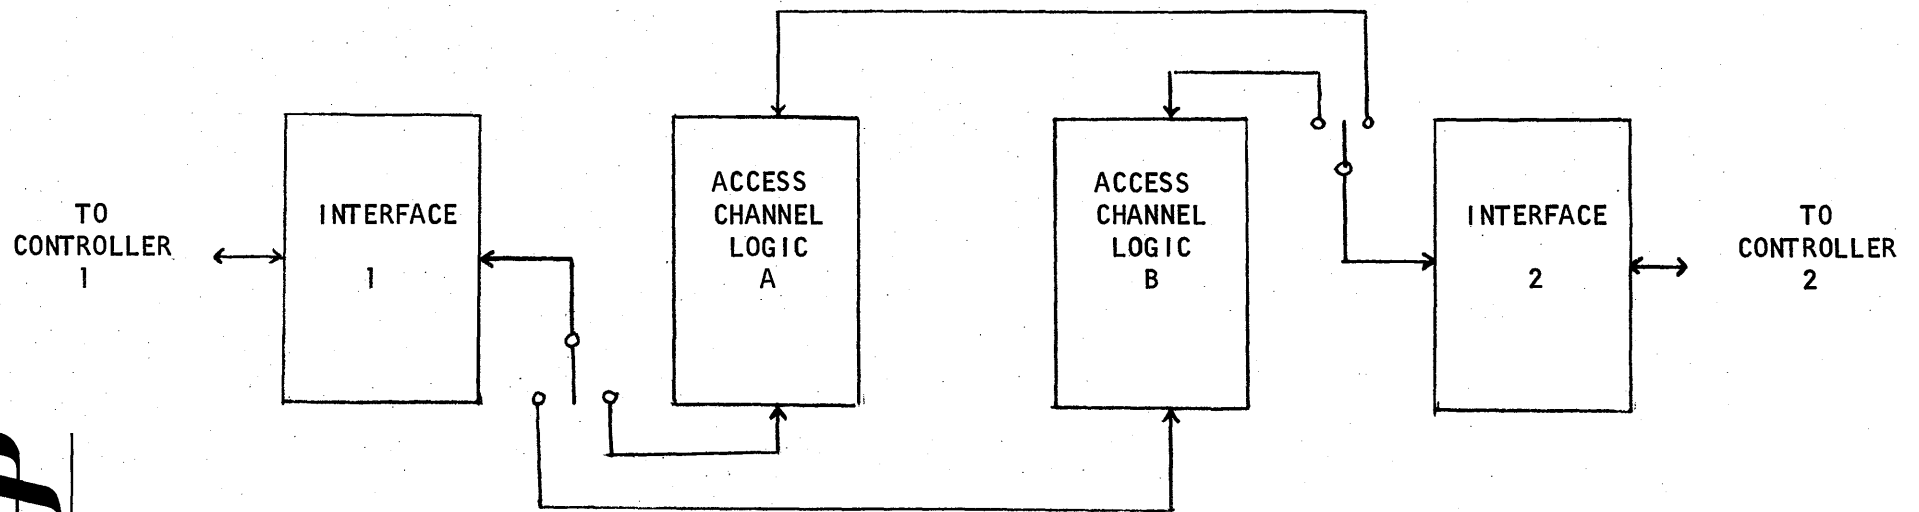 TO
CONTROLLER
1
INTERFACE
1
ACCESS
CHANNEL
LOGIC
A
ACCESS
CHANNEL
LOGIC
B
INTERFACE
2
TO
CONTROLLER
2